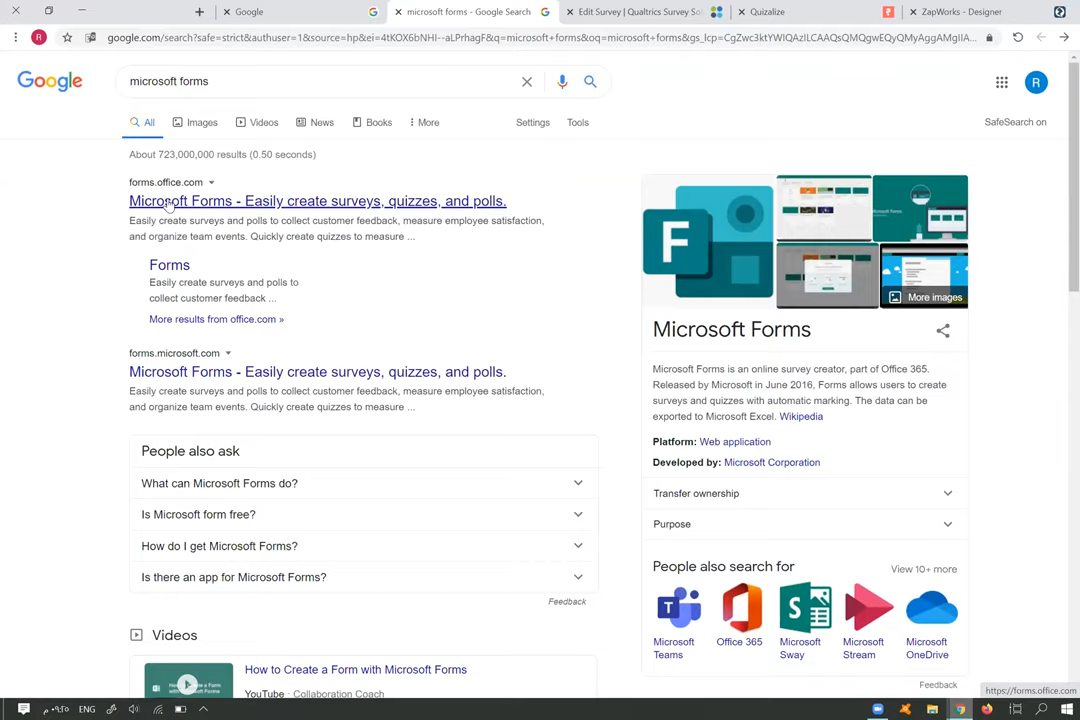 Google
microsoft forms - Google Search
Edit Survey | Qualtrics Survey So
Quizalize
ZapWorks - Designer
R
google.com/search?safe=strict&authuser=1&source=hp&ei=4tKOX6bNHI--aLPrhagF&q=microsoft+forms&oq=microsoft+forms&gs_lcp=CgZwc3ktYWIQAzILCAAQsQMQgwEQyQMyAggAMgIIA...
Google
microsoft forms
R
All
Images
Videos
News
Books
More
Settings
Tools
SafeSearch on
About 723,000,000 results (0.50 seconds)
forms.office.com
Microsoft Forms - Easily create surveys, quizzes, and polls.
Easily create surveys and polls to collect customer feedback, measure employee satisfaction,
and organize team events. Quickly create quizzes to measure ...
Forms
Easily create surveys and polls to
collect customer feedback ...
More results from office.com »
forms.microsoft.com
Microsoft Forms - Easily create surveys, quizzes, and polls.
Easily create surveys and polls to collect customer feedback, measure employee satisfaction,
and organize team events. Quickly create quizzes to measure ...
People also ask
What can Microsoft Forms do?
Is Microsoft form free?
How do I get Microsoft Forms?
Is there an app for Microsoft Forms?
Feedback
Videos
How to Create a Form with Microsoft Forms
YouTube · Collaboration Coach
F
More images
Microsoft Forms
Microsoft Forms is an online survey creator, part of Office 365.
Released by Microsoft in June 2016, Forms allows users to create
surveys and quizzes with automatic marking. The data can be
exported to Microsoft Excel. Wikipedia
Platform: Web application
Developed by: Microsoft Corporation
Transfer ownership
Purpose
People also search for
View 10+ more
Microsoft
Teams
Office 365
Microsoft
Sway
Microsoft
Stream
Microsoft
OneDrive
Feedback
https://forms.office.com
م ٠٩:٢٥
ENG